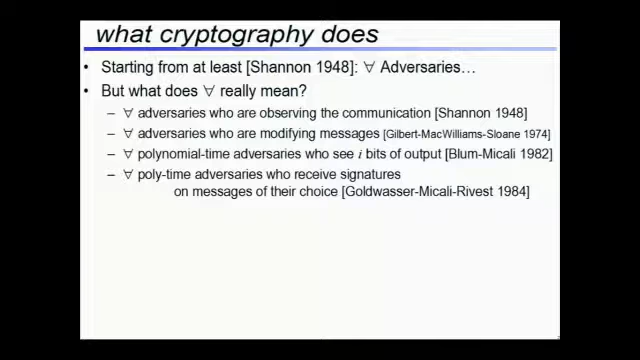 what cryptography does
• Starting from at least [Shannon 1948]: ∀ Adversaries…
• But what does ∀ really mean?
– ∀ adversaries who are observing the communication [Shannon 1948]
– ∀ adversaries who are modifying messages [Gilbert-MacWilliams-Sloane 1974]
– ∀ polynomial-time adversaries who see i bits of output [Blum-Micali 1982]
– ∀ poly-time adversaries who receive signatures
on messages of their choice [Goldwasser-Micali-Rivest 1984]